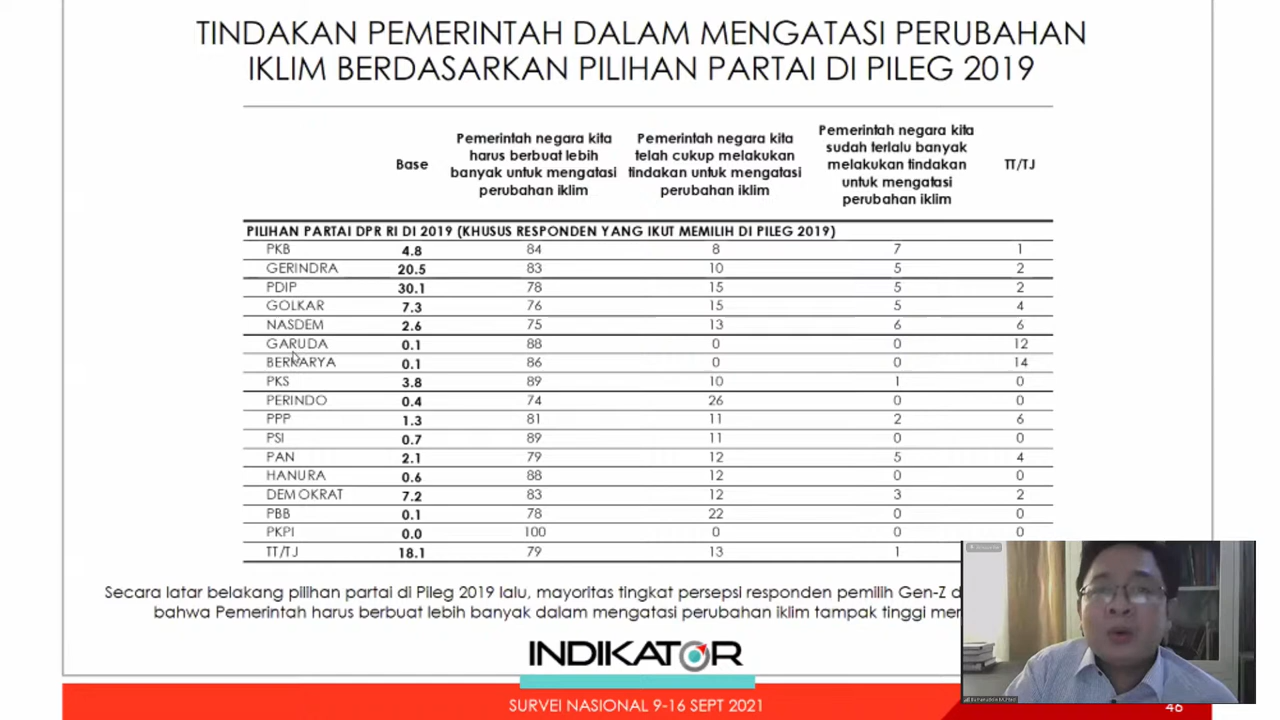 TINDAKAN PEMERINTAH DALAM MENGATASI PERUBAHAN
IKLIM BERDASARKAN PILIHAN PARTAI DI PILEG 2019
Base
Pemerintah negara kita
harus berbuat lebih
banyak untuk mengatasi
perubahan iklim
Pemerintah negara kita
telah cukup melakukan
tindakan untuk mengatasi
perubahan iklim
Pemerintah negara kita
sudah terlalu banyak
melakukan tindakan
untuk mengatasi
perubahan iklim
TT/TJ
PILIHAN PARTAI DPR RI DI 2019 (KHUSUS RESPONDEN YANG IKUT MEMILIH DI PILEG 2019)
PKB 4.8 84 8 7 1
GERINDRA 20.5 83 10 5 2
PDIP 30.1 78 15 5 2
GOLKAR 7.3 76 15 5 4
NASDEM 2.6 75 13 6 6
GARUDA 0.1 88 0 0 12
BERKARYA 0.1 86 0 0 14
PKS 3.8 89 10 1 0
PERINDO 0.4 74 26 0 0
PPP 1.3 81 11 2 6
PSI 0.7 89 11 0 0
PAN 2.1 79 12 5 4
HANURA 0.6 88 12 0 0
DEMOKRAT 7.2 83 12 3 2
PBB 0.1 78 22 0 0
PKPI 0.0 100 0 0 0
TT/TJ 18.1 79 13 1
Secara latar belakang pilihan partai di Pileg 2019 lalu, mayoritas tingkat persepsi responden pemilih Gen-Z
bahwa Pemerintah harus berbuat lebih banyak dalam mengatasi perubahan iklim tampak tinggi
INDIKATOR
SURVEI NASIONAL 9-16 SEPT 2021
46